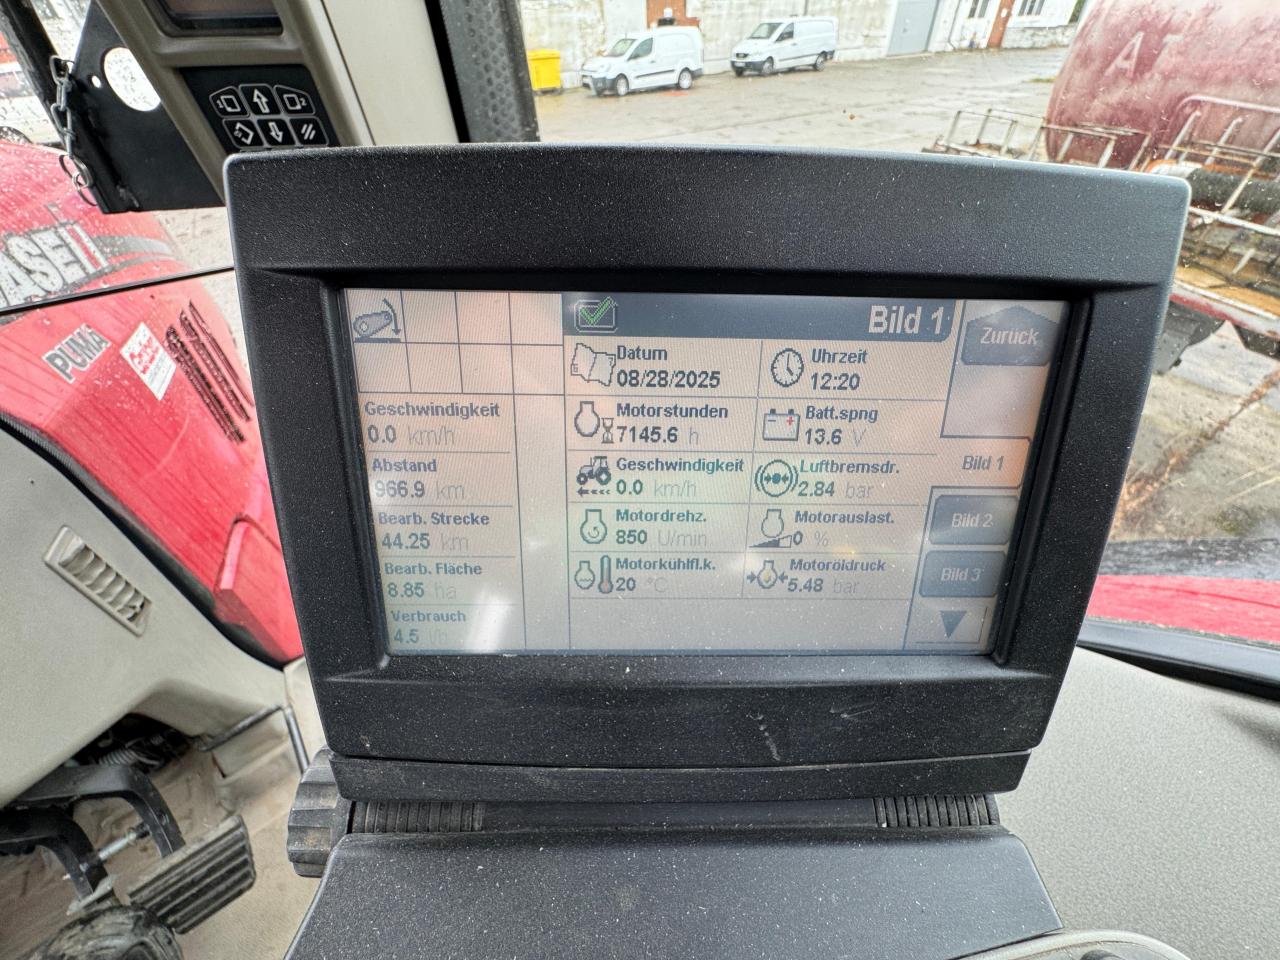 CASE I
PUMA
A
Bild 1
Zurück
Datum
08/28/2025
Uhrzeit
12:20
Geschwindigkeit
0.0 km/h
Motorstunden
7145.6 h
Batt.spng
13.6 V
Bild 1
Abstand
966.9 km
Geschwindigkeit
0.0 km/h
Luftbremsdr.
2.84 bar
Bearb. Strecke
44.25 km
Motordrehz.
850 U/min
Motorauslast.
0 %
Bild 2
Bearb. Fläche
8.85 ha
Motorkühlfl.k.
20 °C
Motoröldruck
5.48 bar
Bild 3
Verbrauch
4.5 l/h